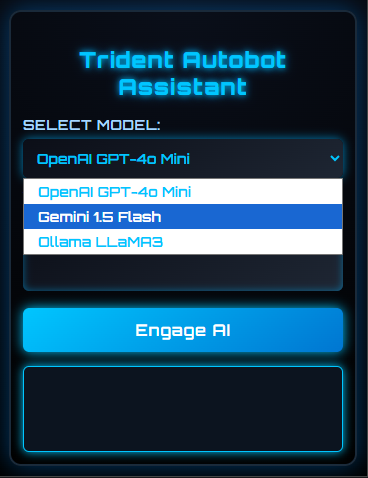 Trident Autobot
Assistant
SELECT MODEL:
OpenAI GPT-4o Mini
OpenAI GPT-4o Mini
Gemini 1.5 Flash
Ollama LLaMA3
Engage AI